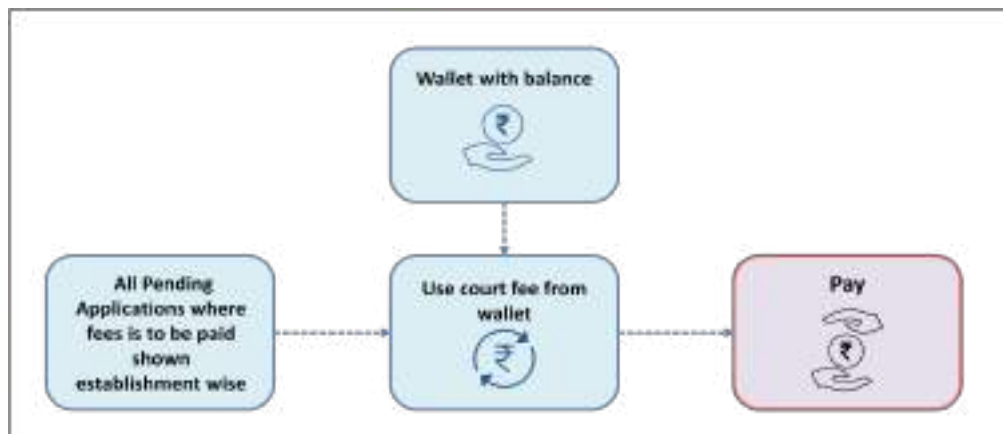 Wallet with balance
₹
All Pending
Applications where
fees is to be paid
shown
establishment wise
Use court fee from
wallet
₹
Pay
₹